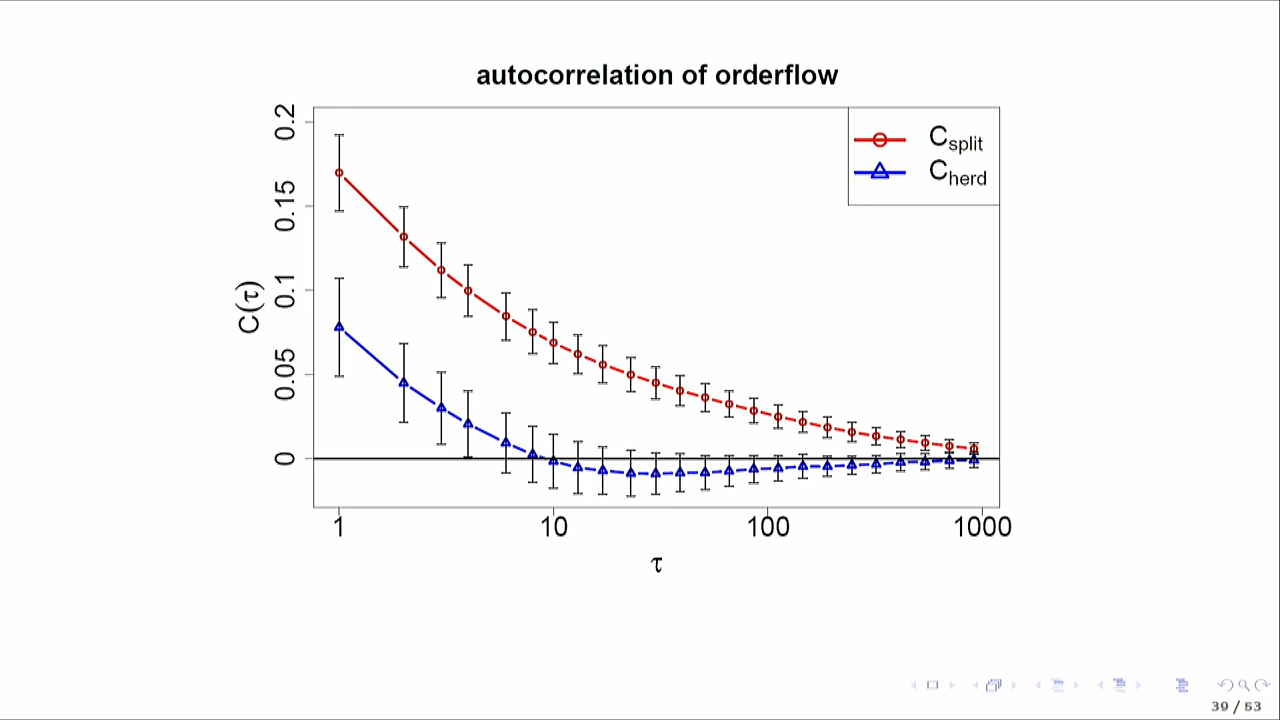 autocorrelation of orderflow
C_split
C_herd
C(τ)
0.2
0.15
0.1
0.05
0
1 10 100 1000
τ
39 / 53